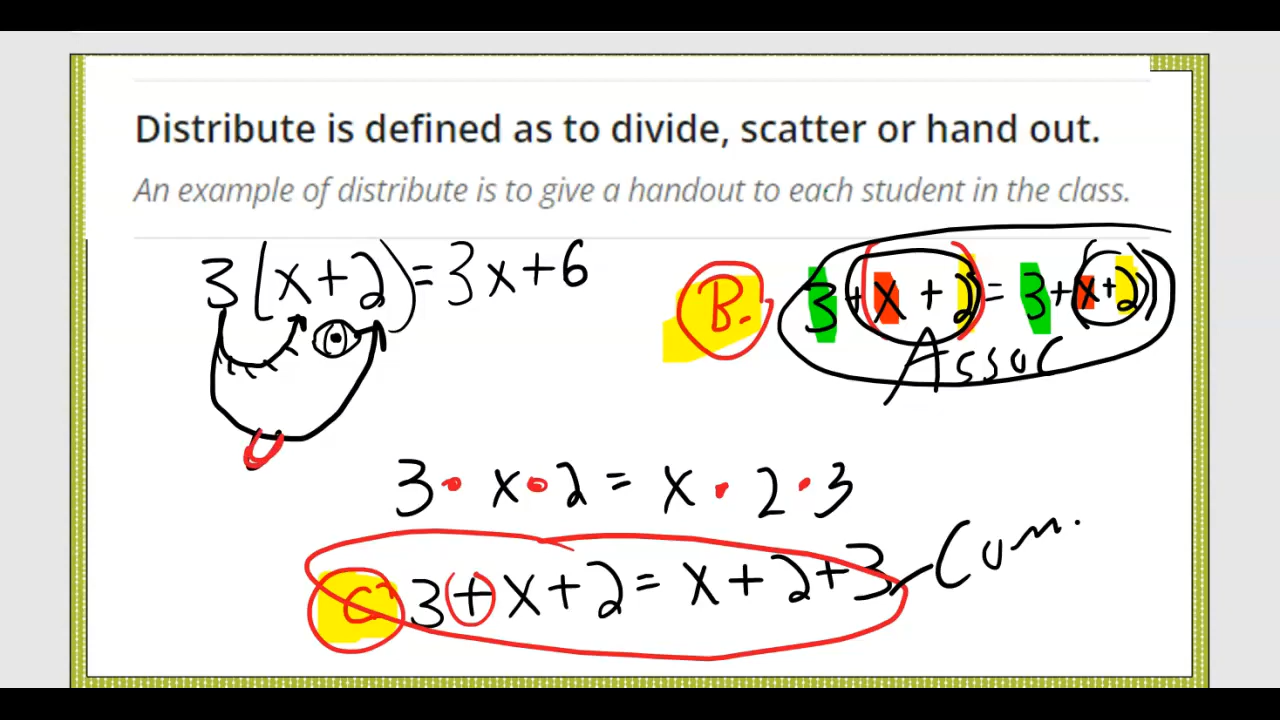 Distribute is defined as to divide, scatter or hand out.
An example of distribute is to give a handout to each student in the class.
3(x+2)=3x+6
B. 3+(x+2)=3+(x+2))
Assoc
3·x·2=x·2·3
C 3+x+2=x+2+3 Com.